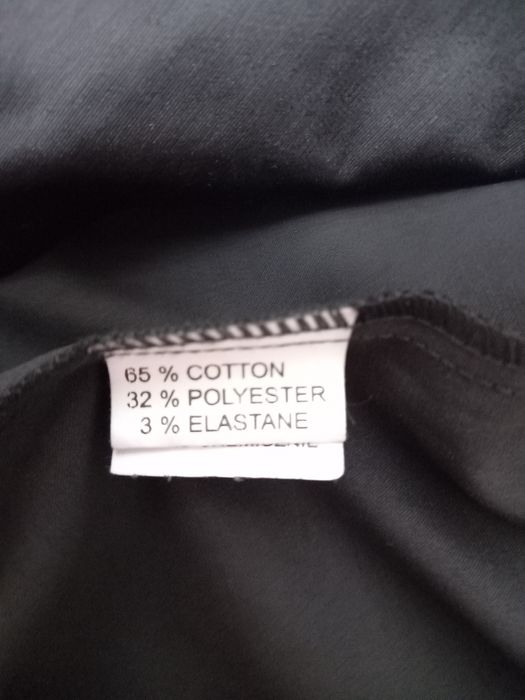 65 % COTTON
32 % POLYESTER
3 % ELASTANE